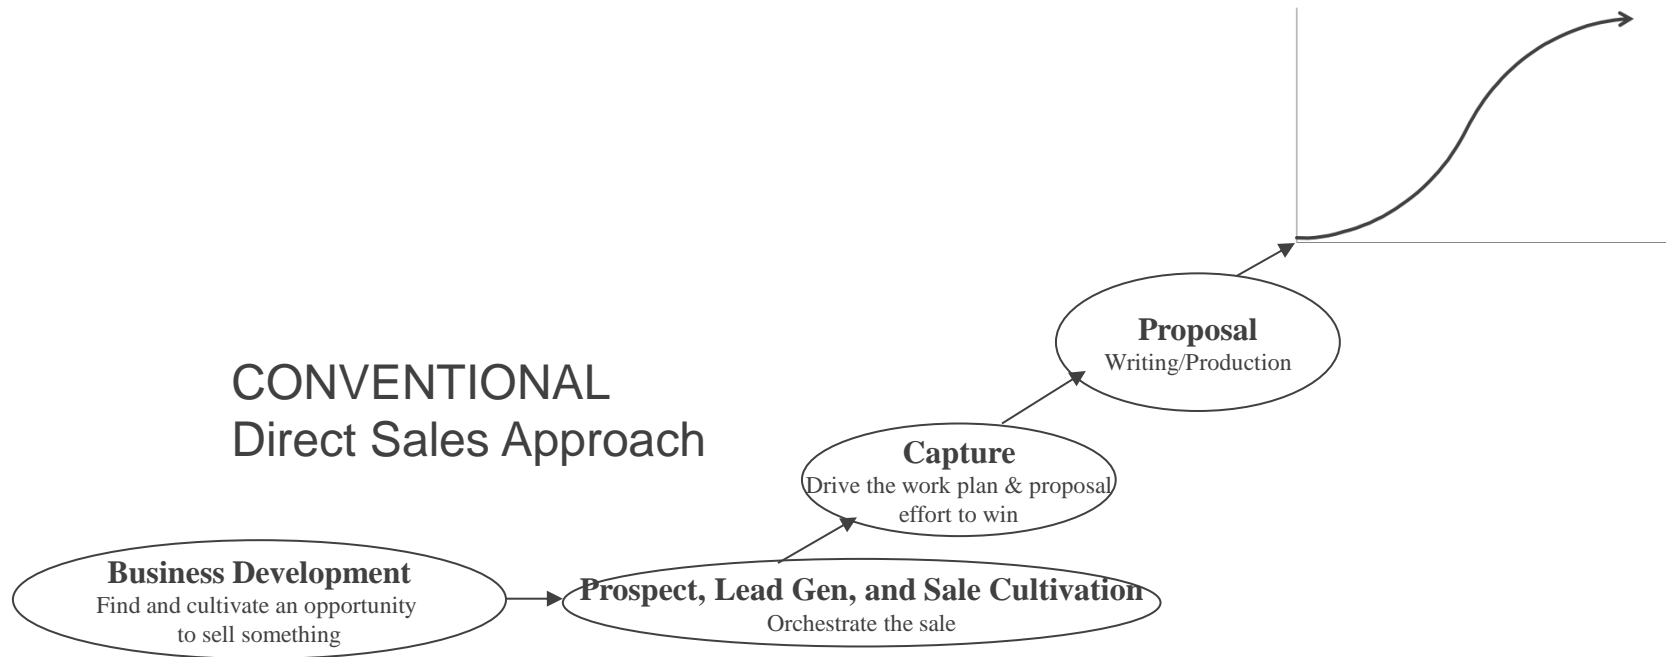 CONVENTIONAL
Direct Sales Approach
Business Development
Find and cultivate an opportunity
to sell something
Prospect, Lead Gen, and Sale Cultivation
Orchestrate the sale
Capture
Drive the work plan & proposal
effort to win
Proposal
Writing/Production